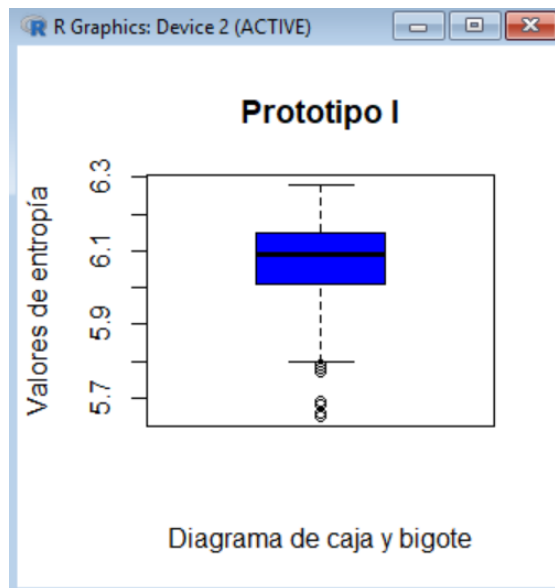 R Graphics: Device 2 (ACTIVE)
Prototipo I
Valores de entropía
6.3
6.1
5.9
5.7
Diagrama de caja y bigote